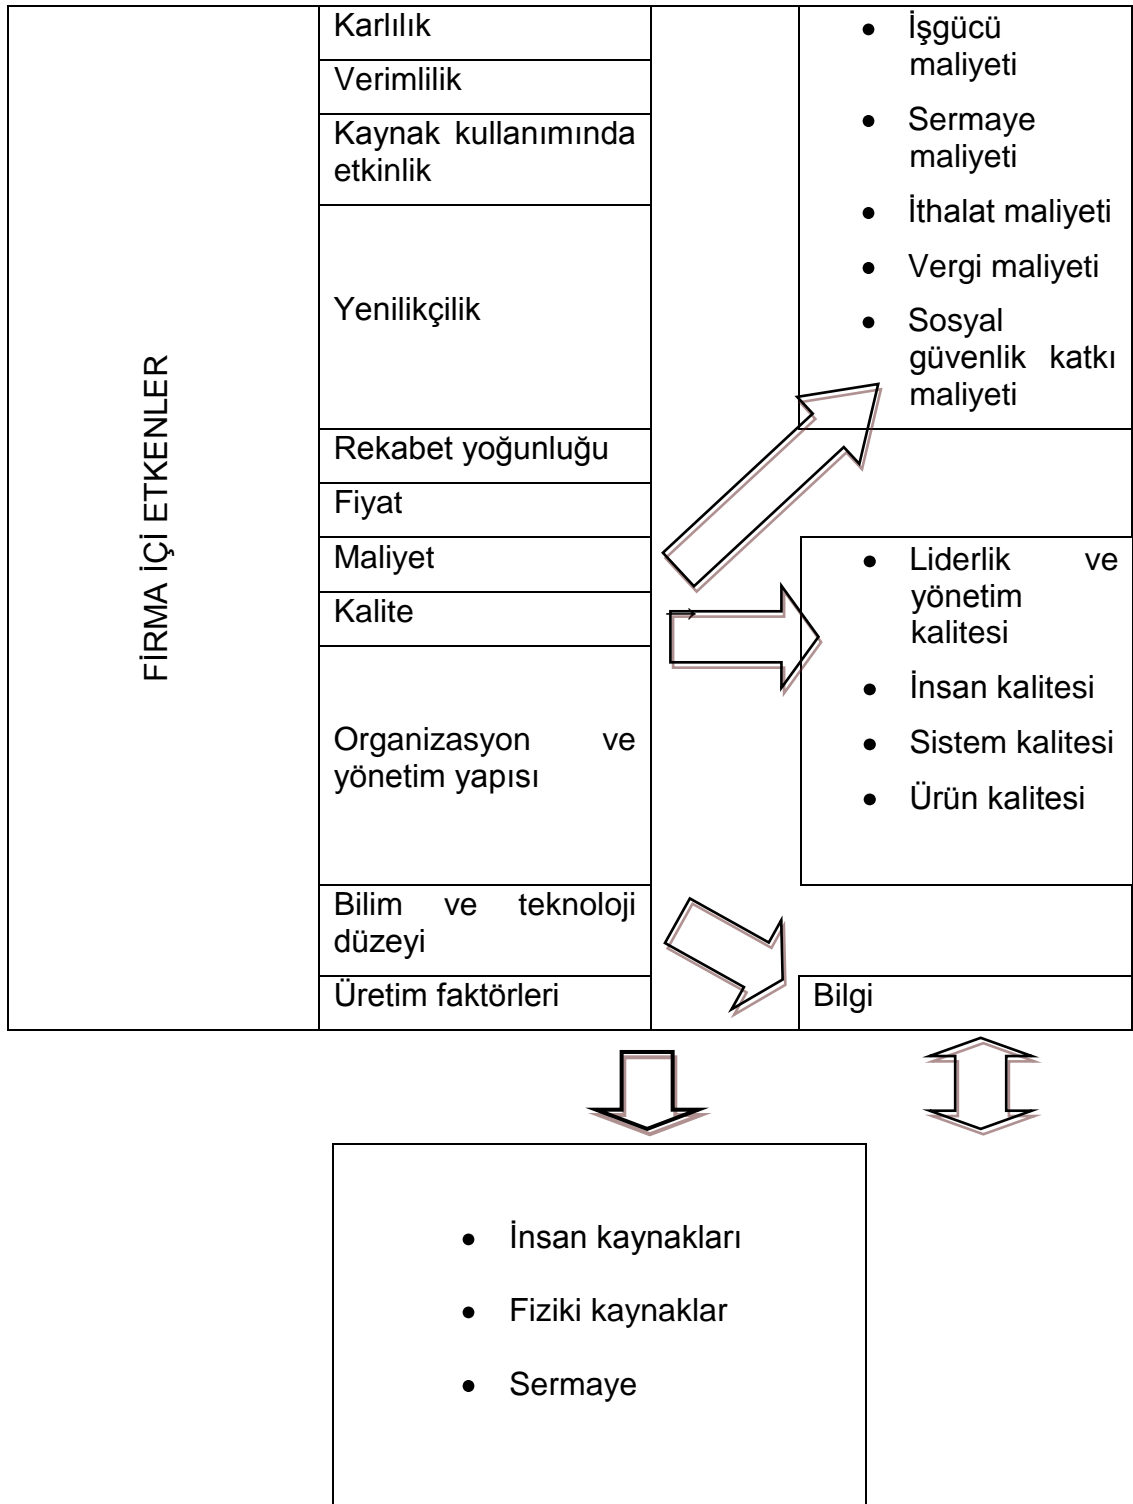 FİRMA İÇİ ETKENLER
Karlılık
Verimlilik
Kaynak kullanımında
etkinlik
Yenilikçilik
Rekabet yoğunluğu
Fiyat
Maliyet
Kalite
Organizasyon ve
yönetim yapısı
Bilim ve teknoloji
düzeyi
Üretim faktörleri
• İşgücü
maliyeti
• Sermaye
maliyeti
• İthalat maliyeti
• Vergi maliyeti
• Sosyal
güvenlik katkı
maliyeti
• Liderlik ve
yönetim
kalitesi
• İnsan kalitesi
• Sistem kalitesi
• Ürün kalitesi
Bilgi
• İnsan kaynakları
• Fiziki kaynaklar
• Sermaye